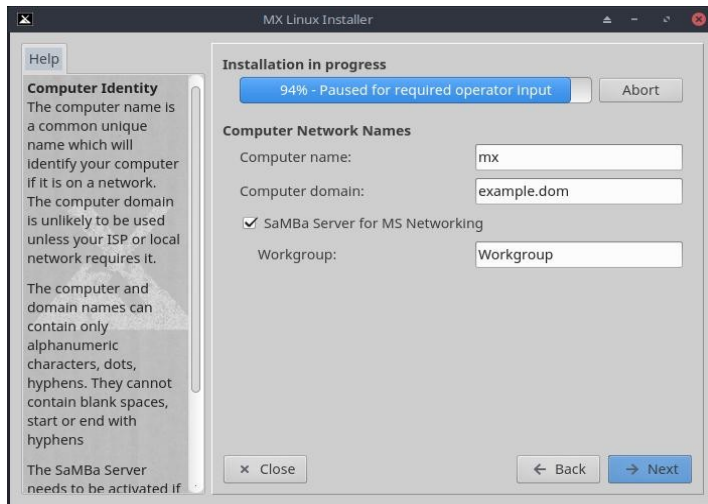 MX Linux Installer
Help
Computer Identity
The computer name is
a common unique
name which will
identify your computer
if it is on a network.
The computer domain
is unlikely to be used
unless your ISP or local
network requires it.
The computer and
domain names can
contain only
alphanumeric
characters, dots,
hyphens. They cannot
contain blank spaces,
start or end with
hyphens
The SaMBa Server
needs to be activated if
Installation in progress
94% - Paused for required operator input
Abort
Computer Network Names
Computer name:
mx
Computer domain:
example.dom
SaMBa Server for MS Networking
Workgroup:
Workgroup
Close
Back
Next